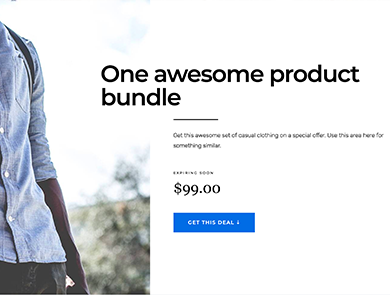 One awesome product
bundle
Get this awesome set of casual clothing on a special offer. Use this area here for
something similar.
EXPIRING SOON
$99.00
GET THIS DEAL ↓